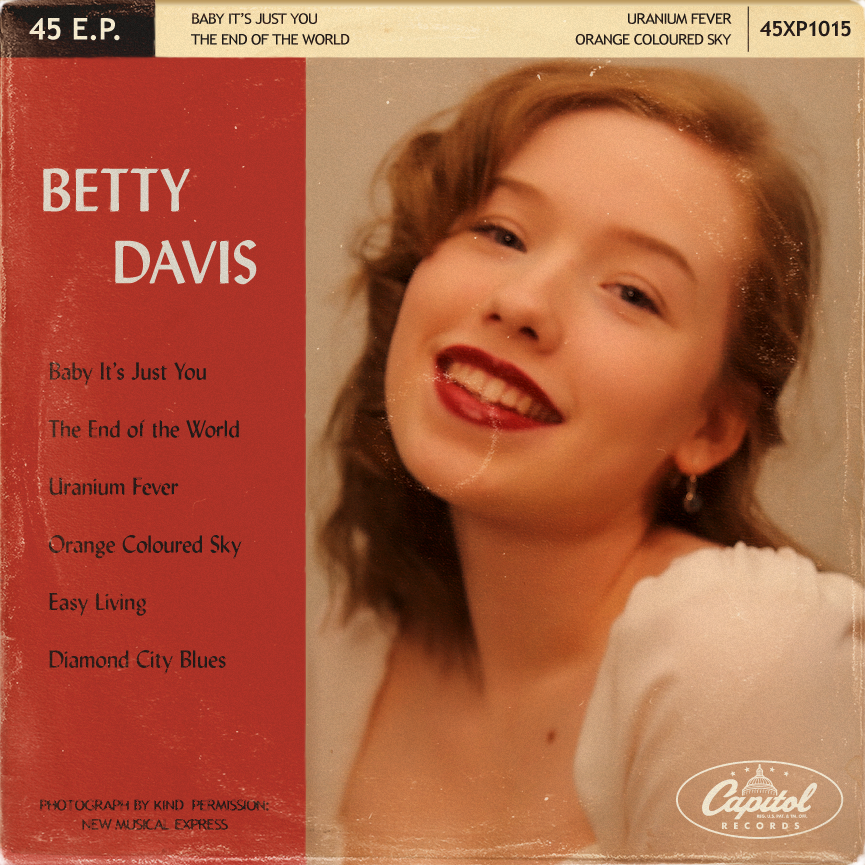 45 E.P.
BABY IT'S JUST YOU
THE END OF THE WORLD
URANIUM FEVER
ORANGE COLOURED SKY
45XP1015
BETTY
DAVIS
Baby It's Just You
The End of the World
Uranium Fever
Orange Coloured Sky
Easy Living
Diamond City Blues
PHOTOGRAPH BY KIND PERMISSION:
NEW MUSICAL EXPRESS
Capitol
RECORDS